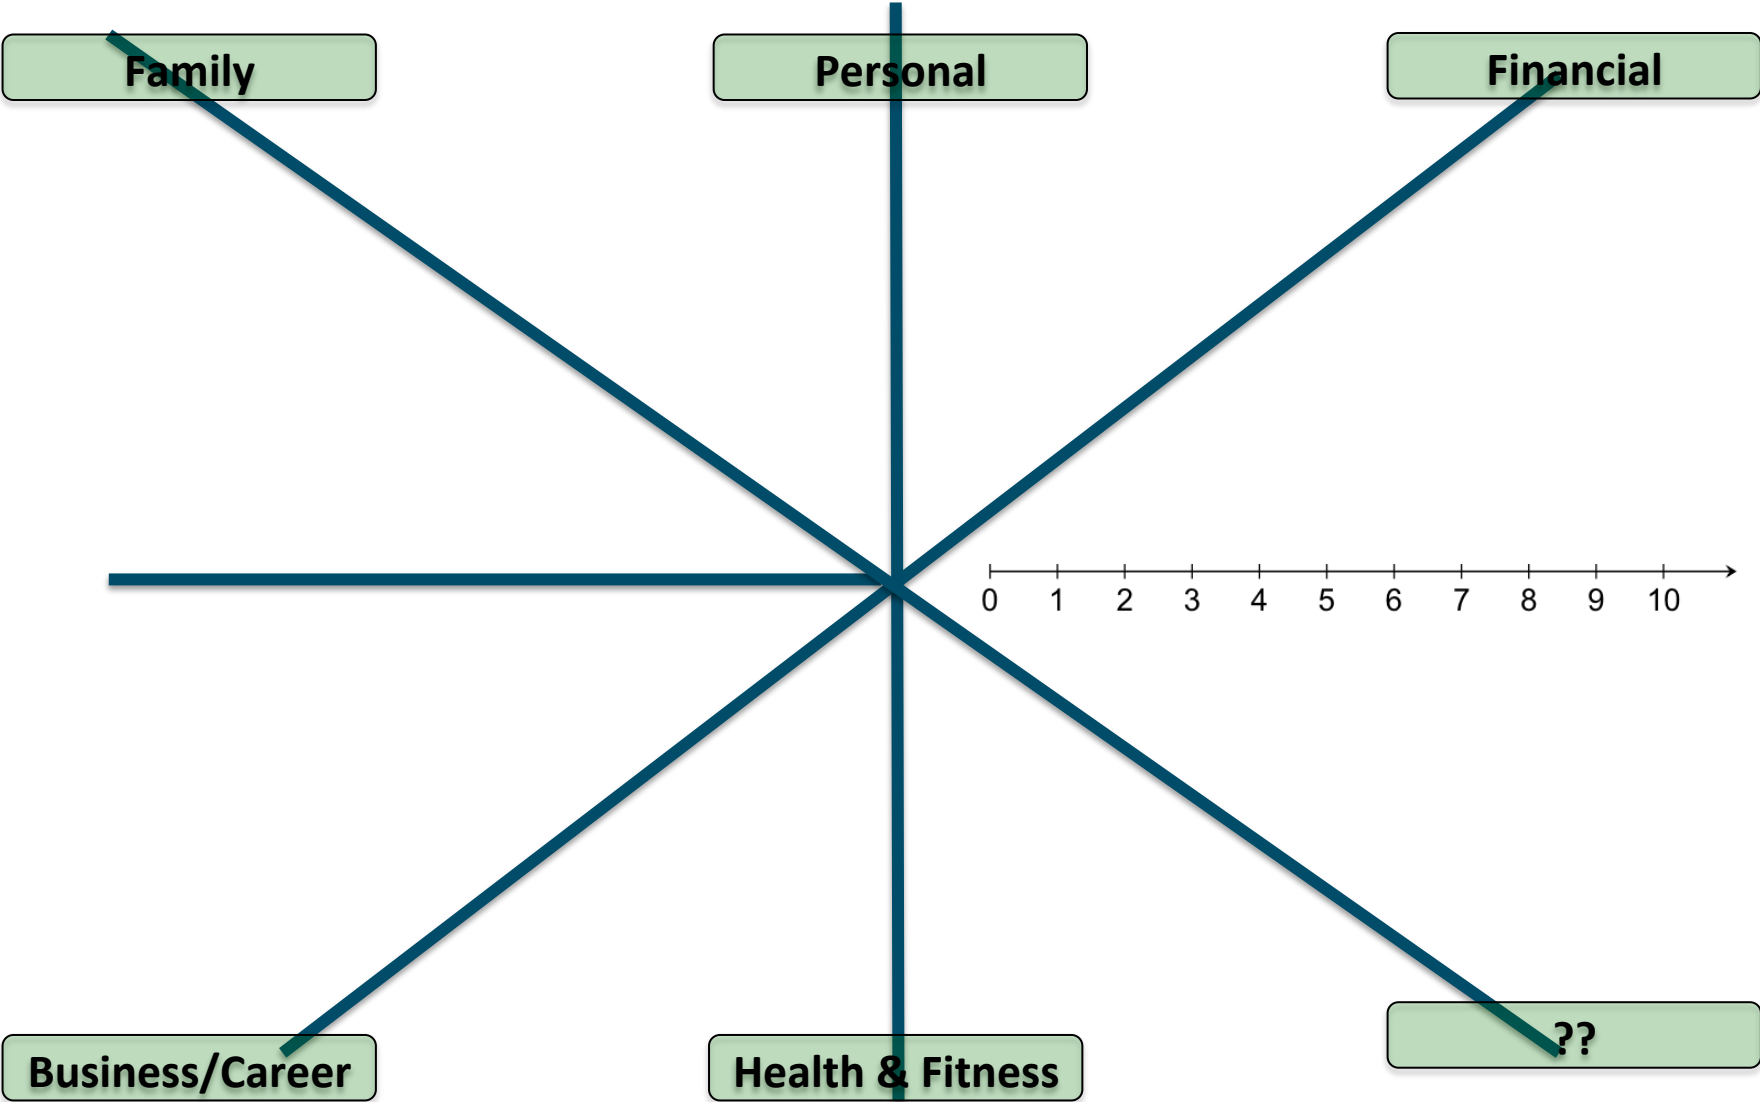 Family
Personal
Financial
0 1 2 3 4 5 6 7 8 9 10
Business/Career
Health & Fitness
??